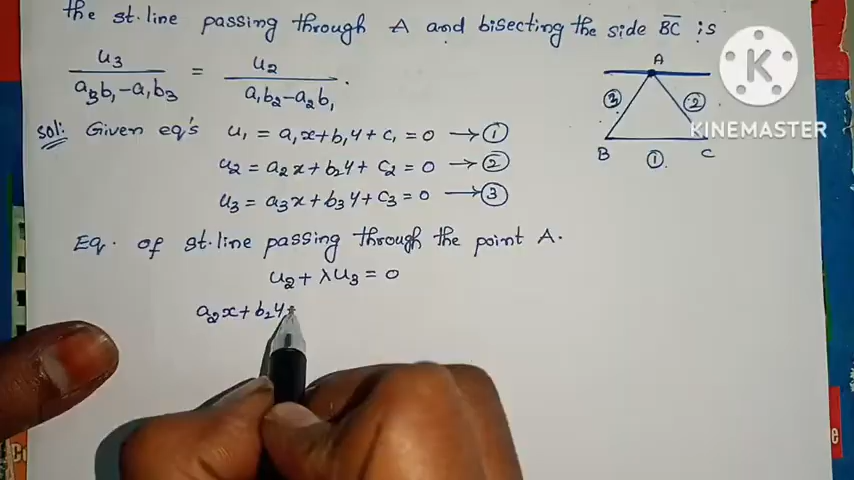 the st.line passing through A and bisecting the side BC is
u₃ / (a₃b₁-a₁b₃) = u₂ / (a₁b₂-a₂b₁).
Sol: Given eq's u₁ = a₁x+b₁y+c₁=0 → ①
u₂ = a₂x+b₂y+c₂=0 → ②
u₃ = a₃x+b₃y+c₃=0 → ③
Eq. of st.line passing through the point A.
u₂+λu₃=0
a₂x+b₂y
A
③ ②
B ① C
K
KINEMASTER